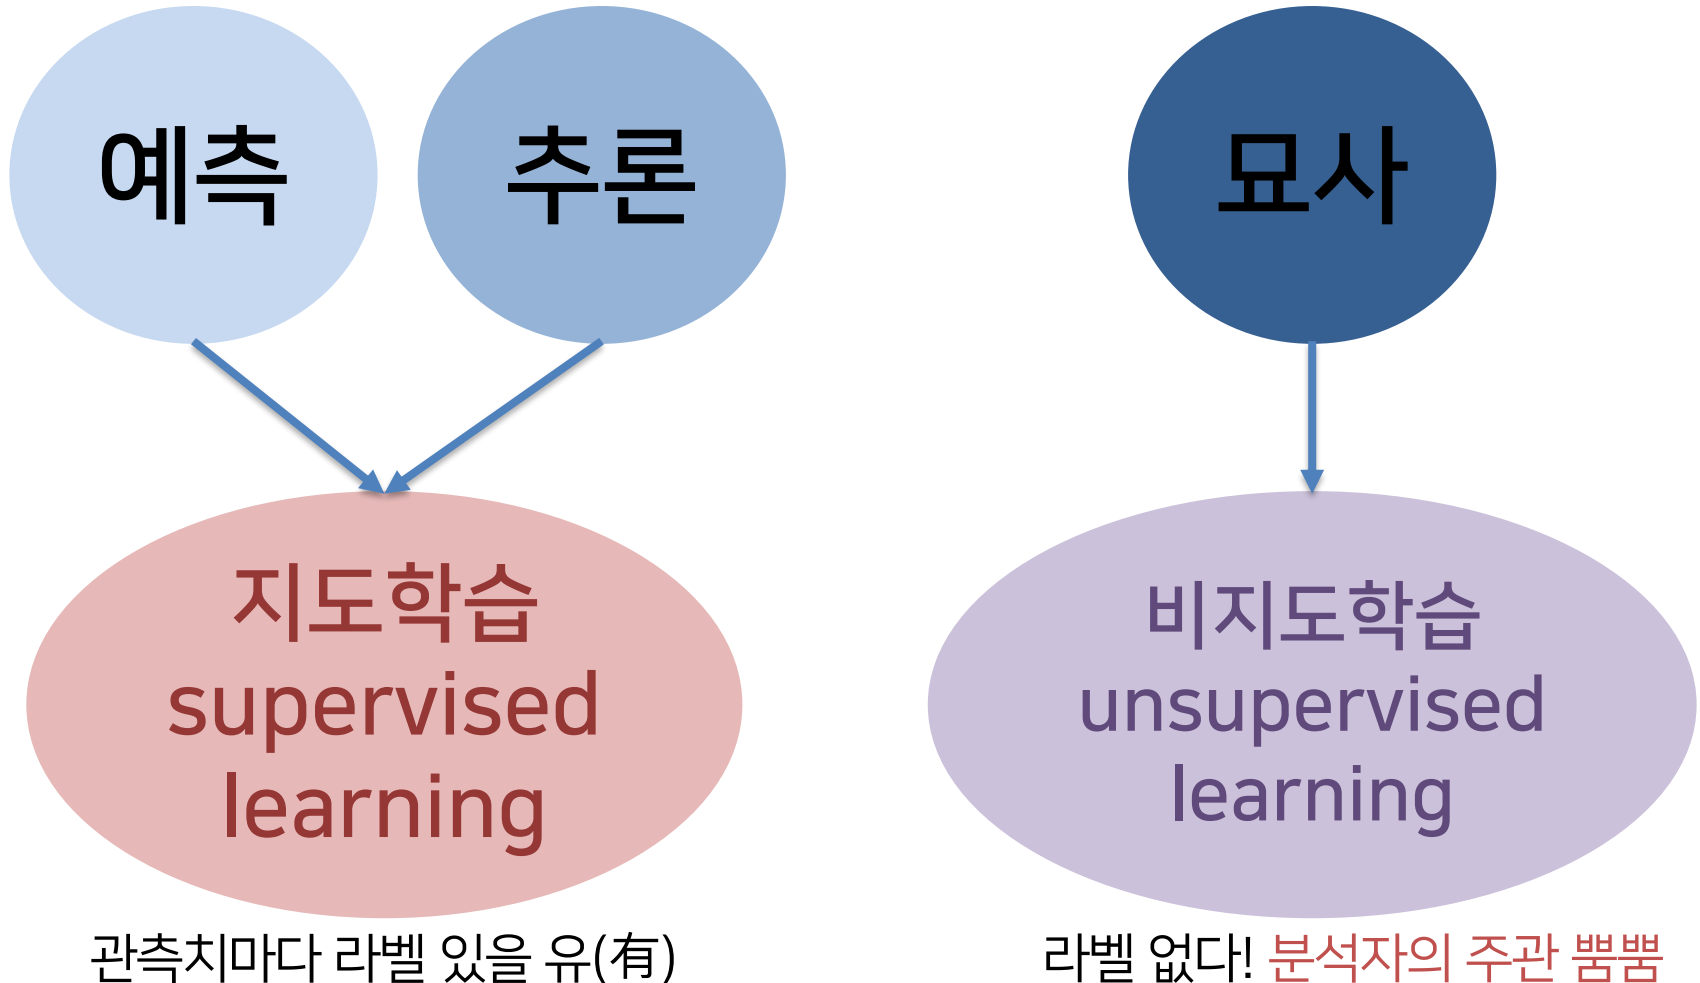 예측
추론
묘사
지도학습
supervised
learning
비지도학습
unsupervised
learning
관측치마다 라벨 있을 유(有)
라벨 없다! 분석자의 주관 뿜뿜